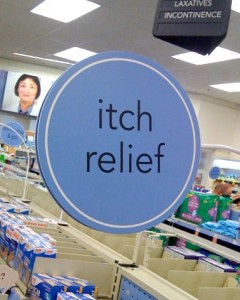 LAXATIVES
INCONTINENCE
itch
relief